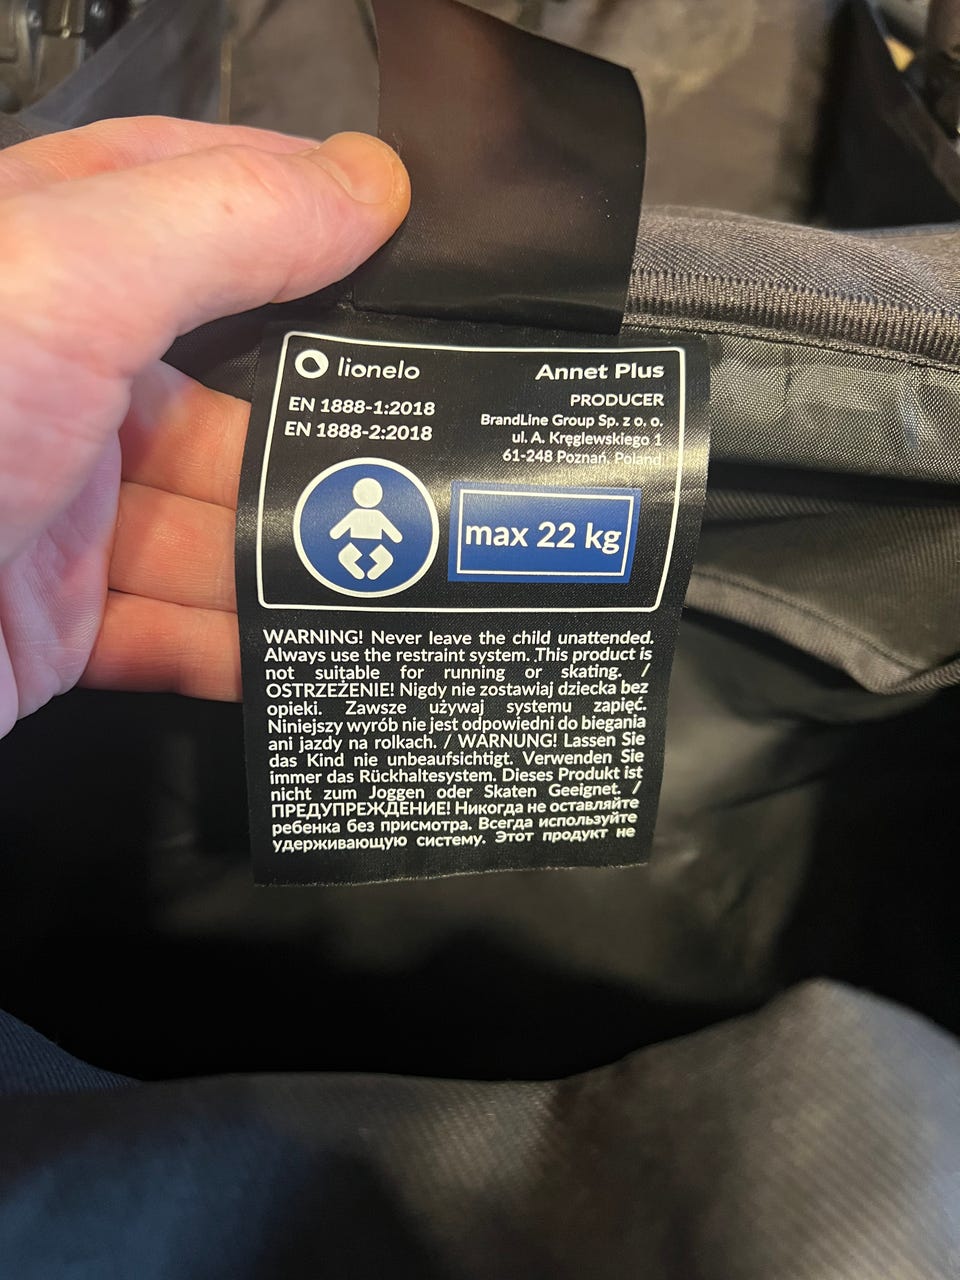 lionelo
EN 1888-1:2018
EN 1888-2:2018
Annet Plus
PRODUCER
BrandLine Group Sp. z o. o.
ul. A. Kręglewskiego 1
61-248 Poznań, Poland
max 22 kg
WARNING! Never leave the child unattended.
Always use the restraint system. This product is
not suitable for running or skating. /
OSTRZEŻENIE! Nigdy nie zostawiaj dziecka bez
opieki. Zawsze używaj systemu zapięć.
Niniejszy wyrób nie jest odpowiedni do biegania
ani jazdy na rolkach. / WARNUNG! Lassen Sie
das Kind nie unbeaufsichtigt. Verwenden Sie
immer das Rückhaltesystem. Dieses Produkt ist
nicht zum Joggen oder Skaten Geeignet. /
ПРЕДУПРЕЖДЕНИЕ! Никогда не оставляйте
ребенка без присмотра. Всегда используйте
удерживающую систему. Этот продукт не